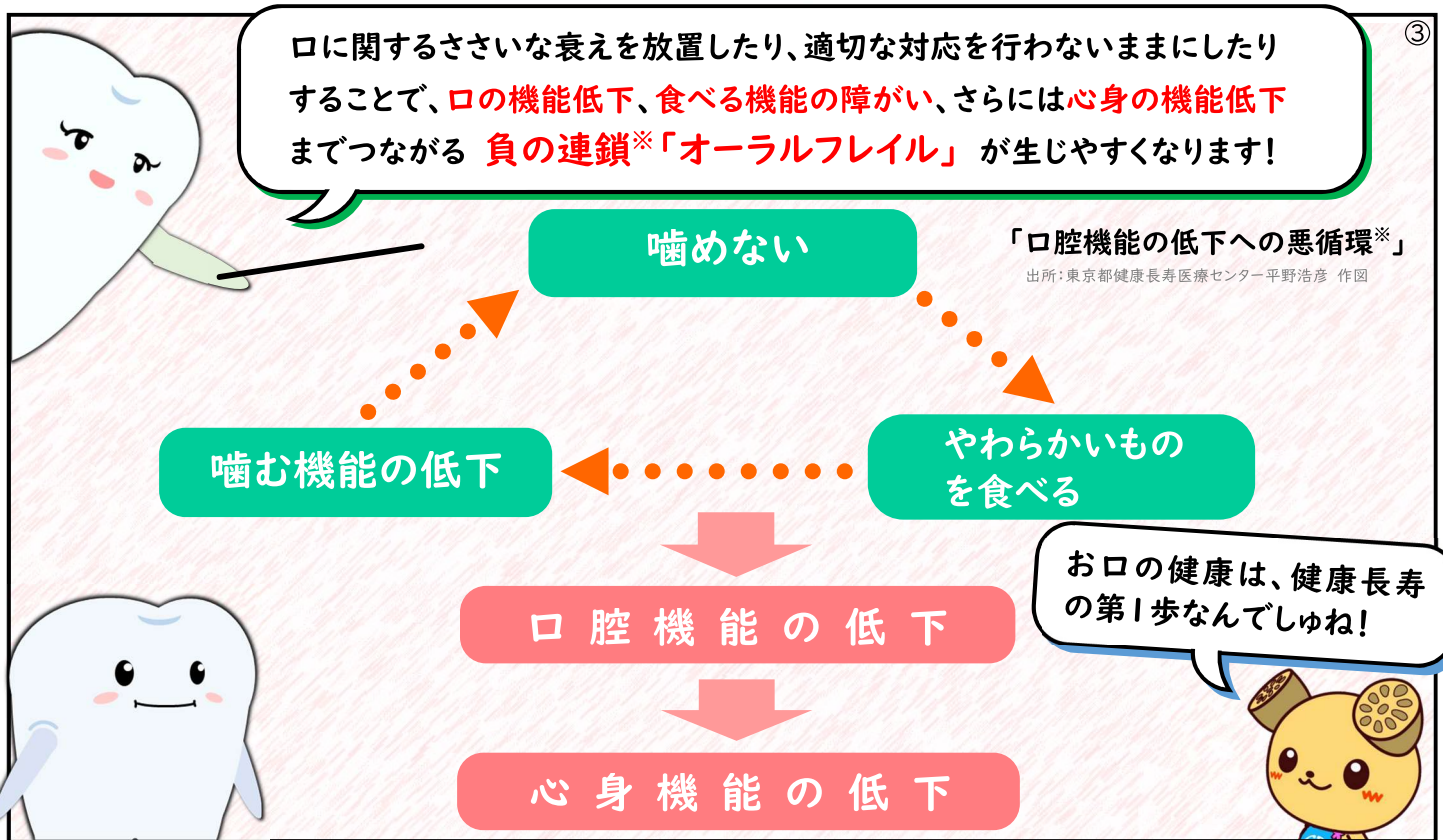 ③
口に関するささいな衰えを放置したり、適切な対応を行わないままにしたり
することで、口の機能低下、食べる機能の障がい、さらには心身の機能低下
までつながる 負の連鎖※「オーラルフレイル」 が生じやすくなります!
「口腔機能の低下への悪循環※」
出所:東京都健康長寿医療センター平野浩彦 作図
噛めない
やわらかいもの
を食べる
噛む機能の低下
口腔機能の低下
心身機能の低下
お口の健康は、健康長寿
の第1歩なんでしゅね!